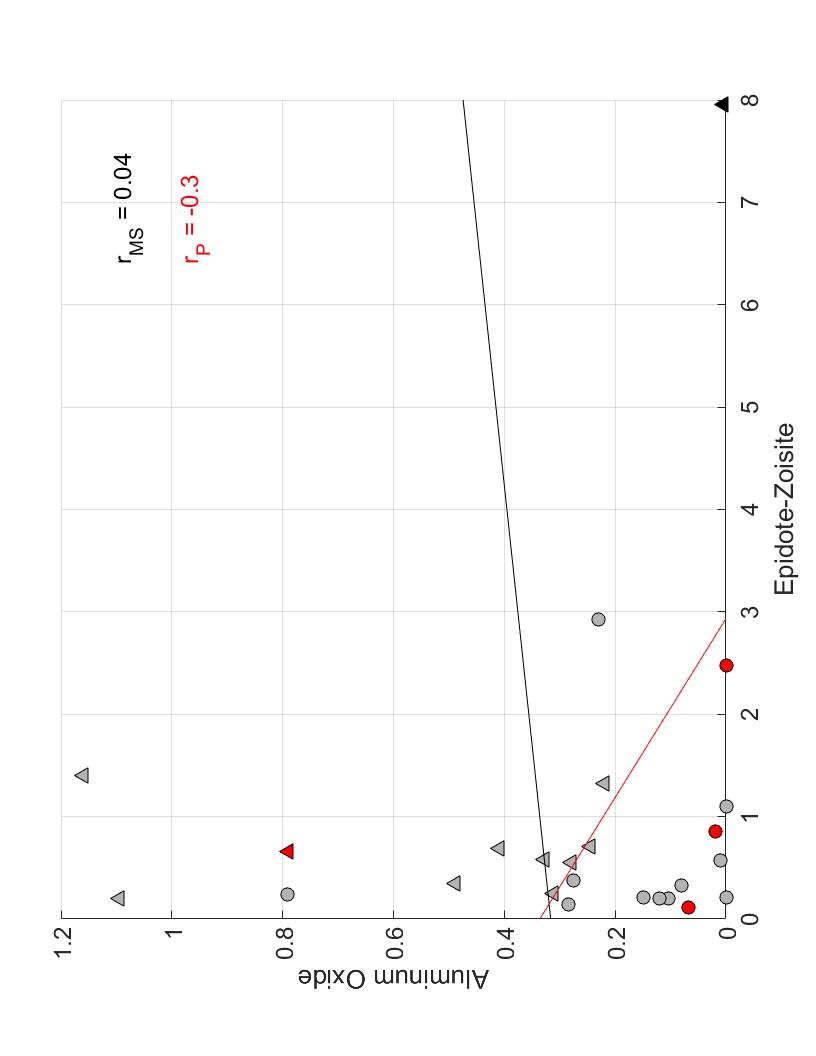 1.2
1
0.8
0.6
0.4
0.2
0
Aluminum Oxide
r_MS = 0.04
r_P = -0.3
0 1 2 3 4 5 6 7 8
Epidote-Zoisite